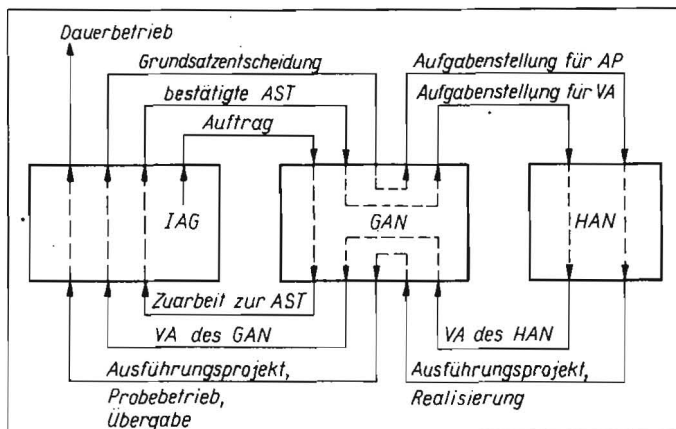 Dauerbetrieb
Grundsatzentscheidung
Aufgabenstellung für AP
bestätigte AST
Aufgabenstellung für VA
Auftrag
IAG
GAN
HAN
Zuarbeit zur AST
VA des GAN
VA des HAN
Ausführungsprojekt,
Probebetrieb,
Übergabe
Ausführungsprojekt,
Realisierung